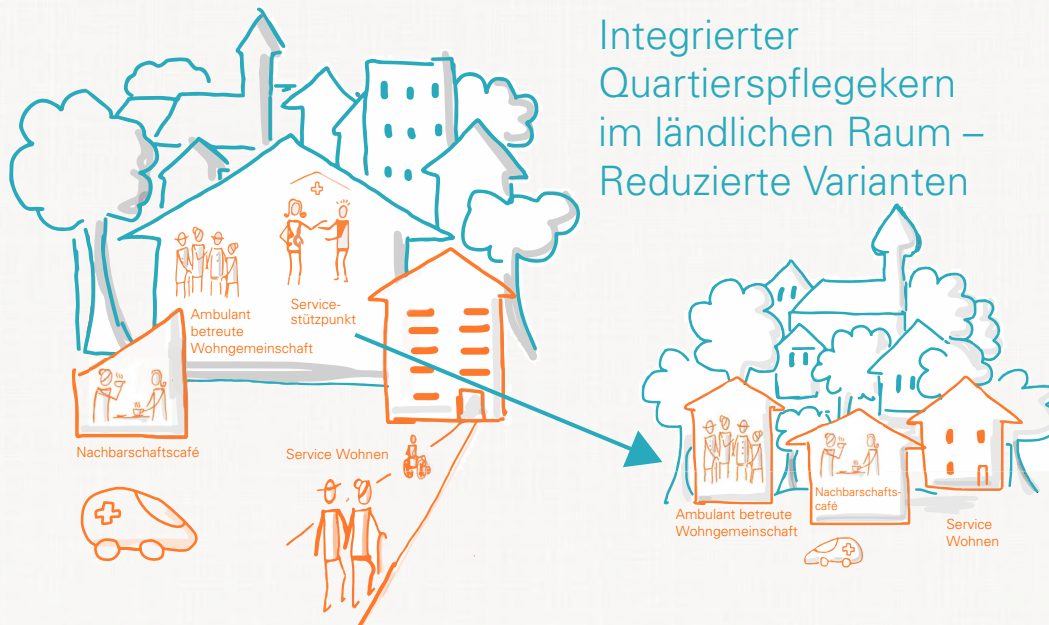 Integrierter
Quartierspflegekern
im ländlichen Raum –
Reduzierte Varianten
Ambulant
betreute
Wohngemeinschaft
Service-
stützpunkt
Nachbarschaftscafé
Service Wohnen
Ambulant betreute
Wohngemeinschaft
Nachbarschafts-
café
Service
Wohnen